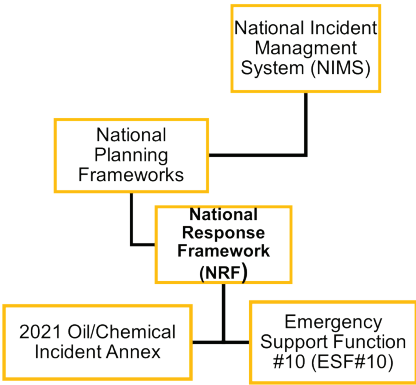 National Incident
Managment
System (NIMS)
National
Planning
Frameworks
National
Response
Framework
(NRF)
2021 Oil/Chemical
Incident Annex
Emergency
Support Function
#10 (ESF#10)